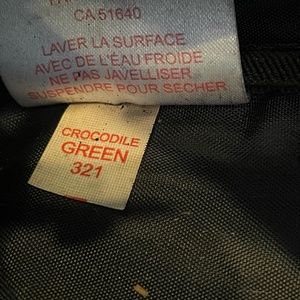 CA 51640
LAVER LA SURFACE
AVEC DE L'EAU FROIDE
NE PAS JAVELLISER
SUSPENDRE POUR SECHER
CROCODILE
GREEN
321